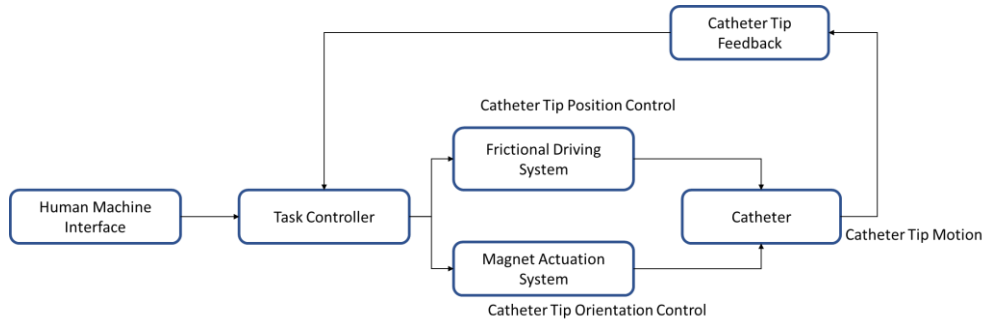 Catheter Tip
Feedback
Catheter Tip Position Control
Frictional Driving
System
Human Machine
Interface
Task Controller
Catheter
Catheter Tip Motion
Magnet Actuation
System
Catheter Tip Orientation Control